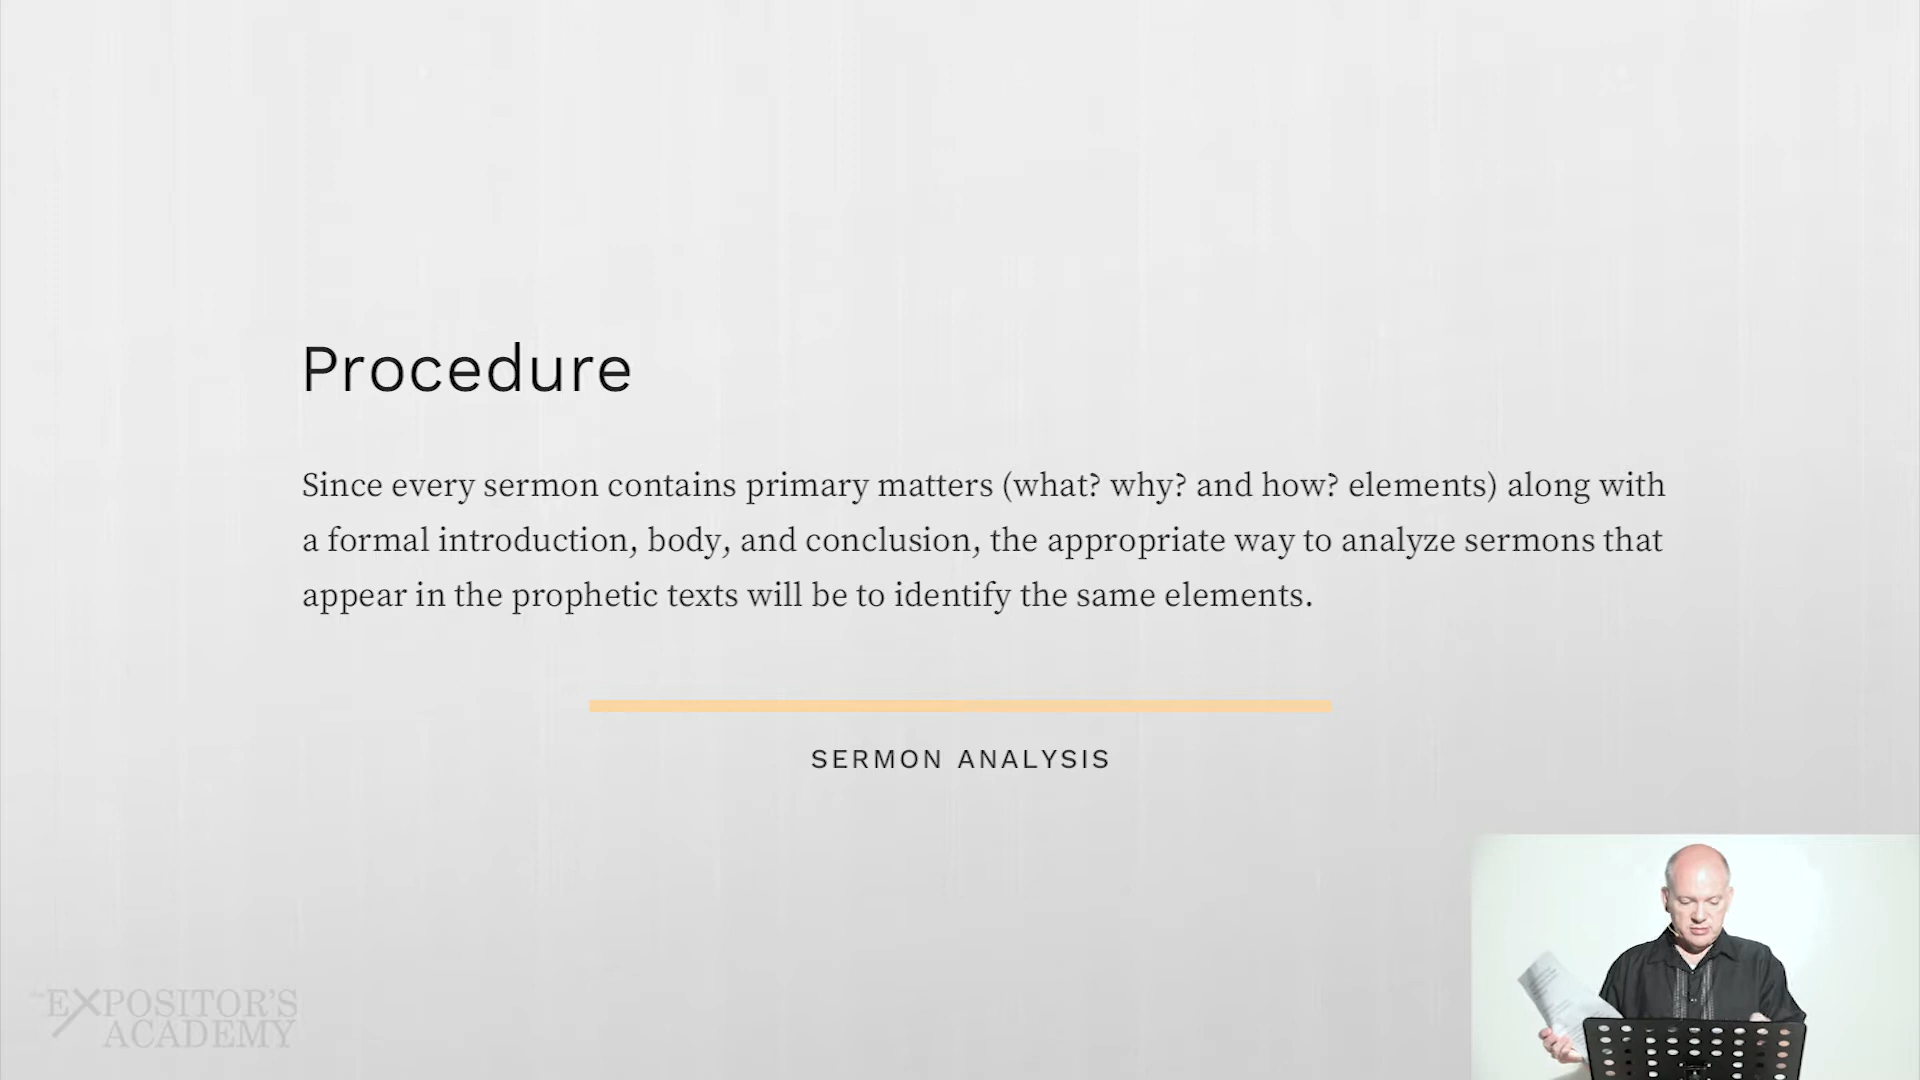 Procedure
Since every sermon contains primary matters (what? why? and how? elements) along with
a formal introduction, body, and conclusion, the appropriate way to analyze sermons that
appear in the prophetic texts will be to identify the same elements.
SERMON ANALYSIS
the EXPOSITOR'S
ACADEMY